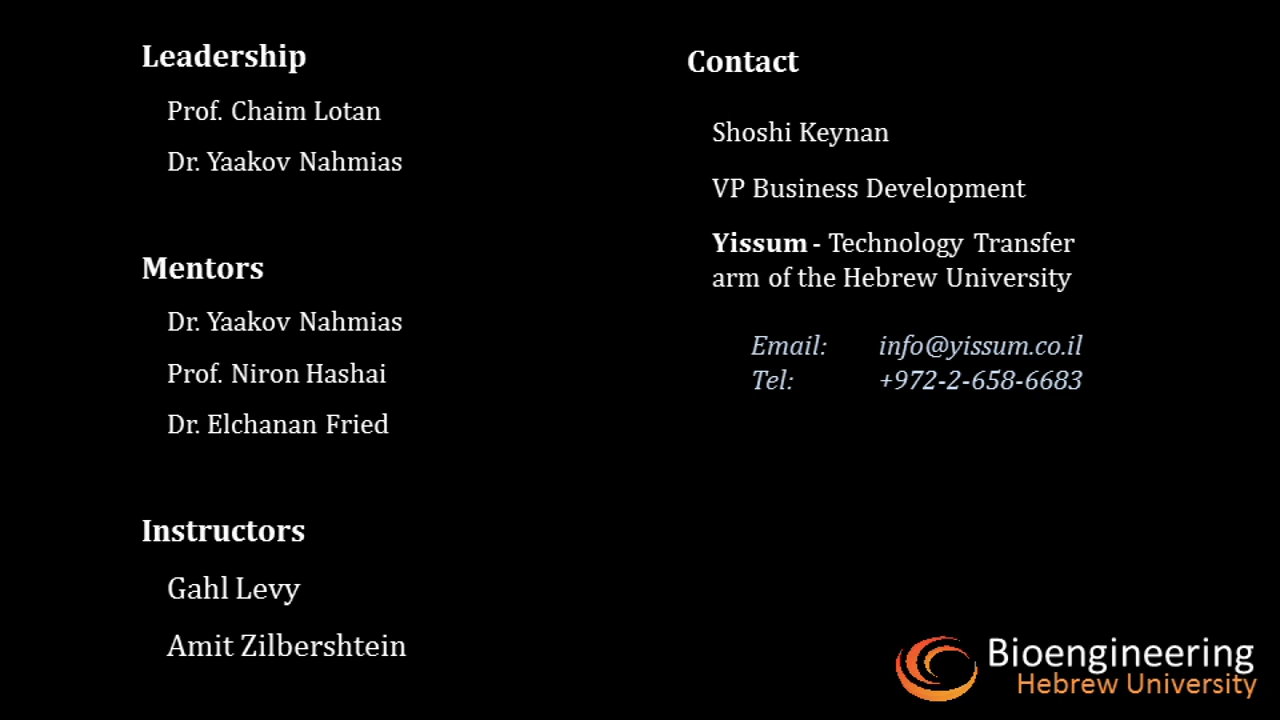 Leadership
Prof. Chaim Lotan
Dr. Yaakov Nahmias
Mentors
Dr. Yaakov Nahmias
Prof. Niron Hashai
Dr. Elchanan Fried
Instructors
Gahl Levy
Amit Zilbershtein
Contact
Shoshi Keynan
VP Business Development
Yissum - Technology Transfer
arm of the Hebrew University
Email: info@yissum.co.il
Tel: +972-2-658-6683
Bioengineering
Hebrew University